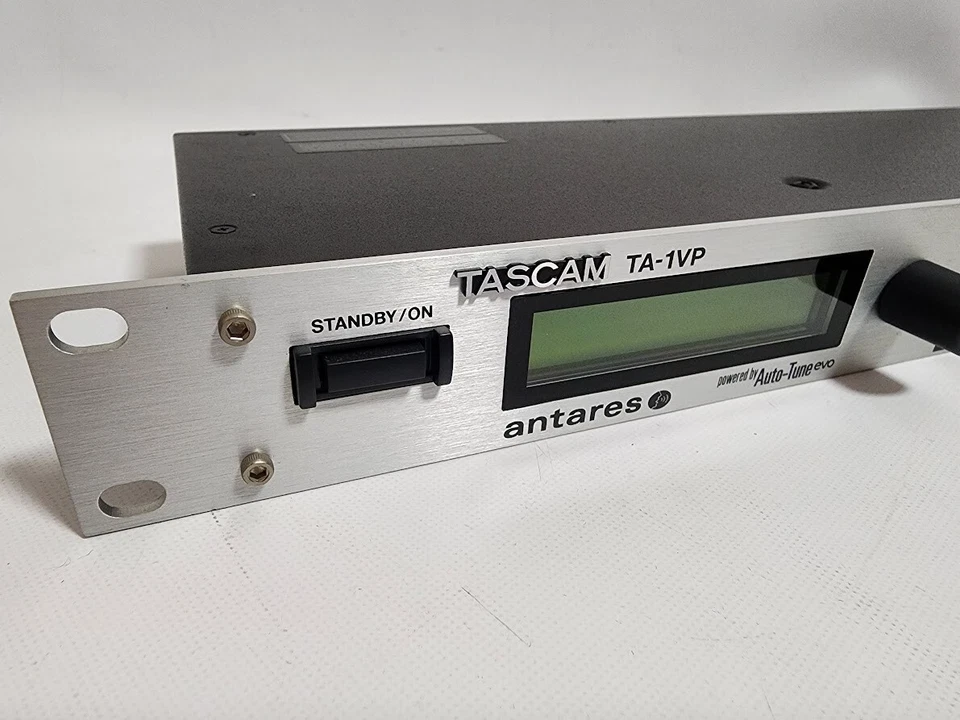 TASCAM TA-1VP
STANDBY/ON
powered by Auto-Tune evo
antares